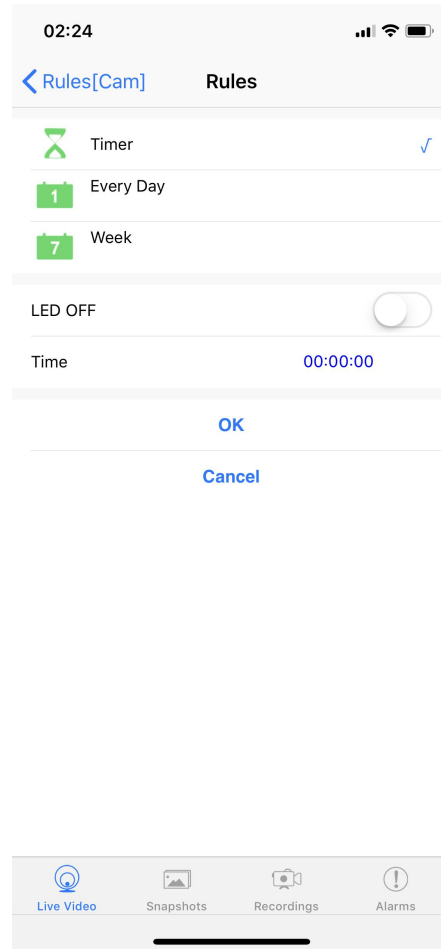 02:24
Rules[Cam] Rules
Timer √
1 Every Day
7 Week
LED OFF
Time 00:00:00
OK
Cancel
Live Video Snapshots Recordings Alarms